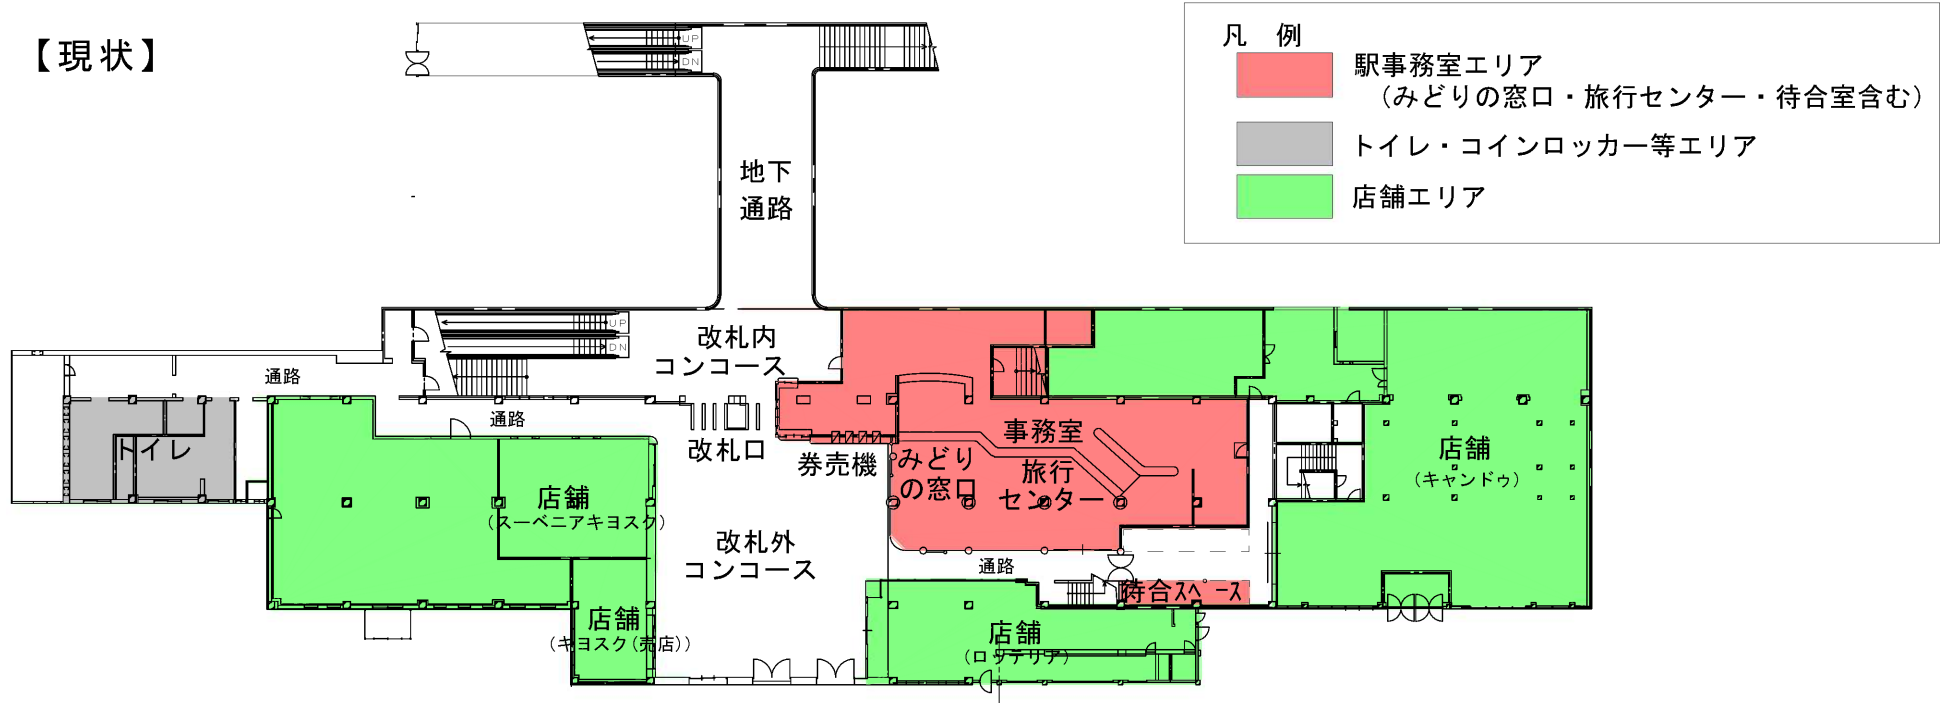 【現状】
凡　例
駅事務室エリア
（みどりの窓口・旅行センター・待合室含む）
トイレ・コインロッカー等エリア
店舗エリア
UP
DN
地下
通路
UP
DN
改札内
コンコース
通路
通路
トイレ
改札口
券売機
事務室
みどり
の窓口
旅行
センター
店舗
（キャンドゥ）
店舗
（スーベニアキヨスク）
改札外
コンコース
通路
待合スペース
店舗
（キヨスク(売店)）
店舗
（ロッテリア）